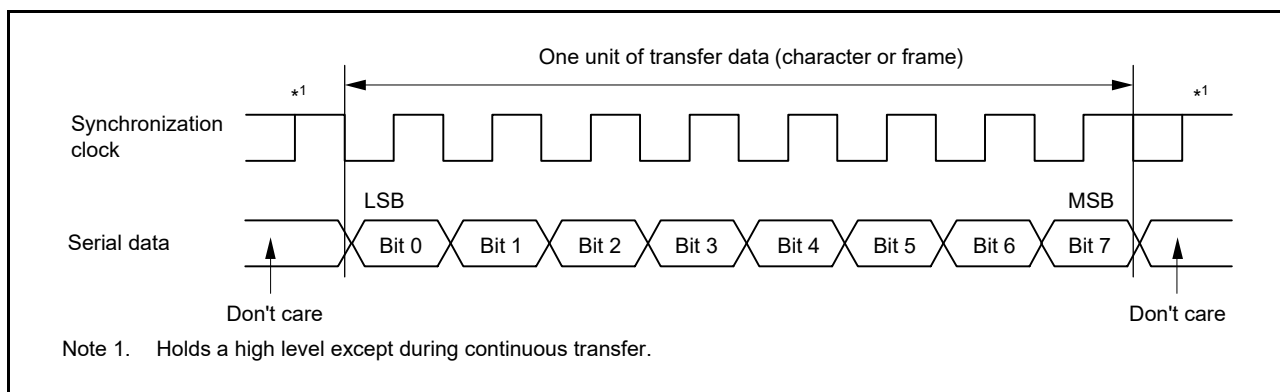 One unit of transfer data (character or frame)
*1
*1
Synchronization
clock
LSB
MSB
Serial data
Bit 0
Bit 1
Bit 2
Bit 3
Bit 4
Bit 5
Bit 6
Bit 7
Don't care
Don't care
Note 1. Holds a high level except during continuous transfer.